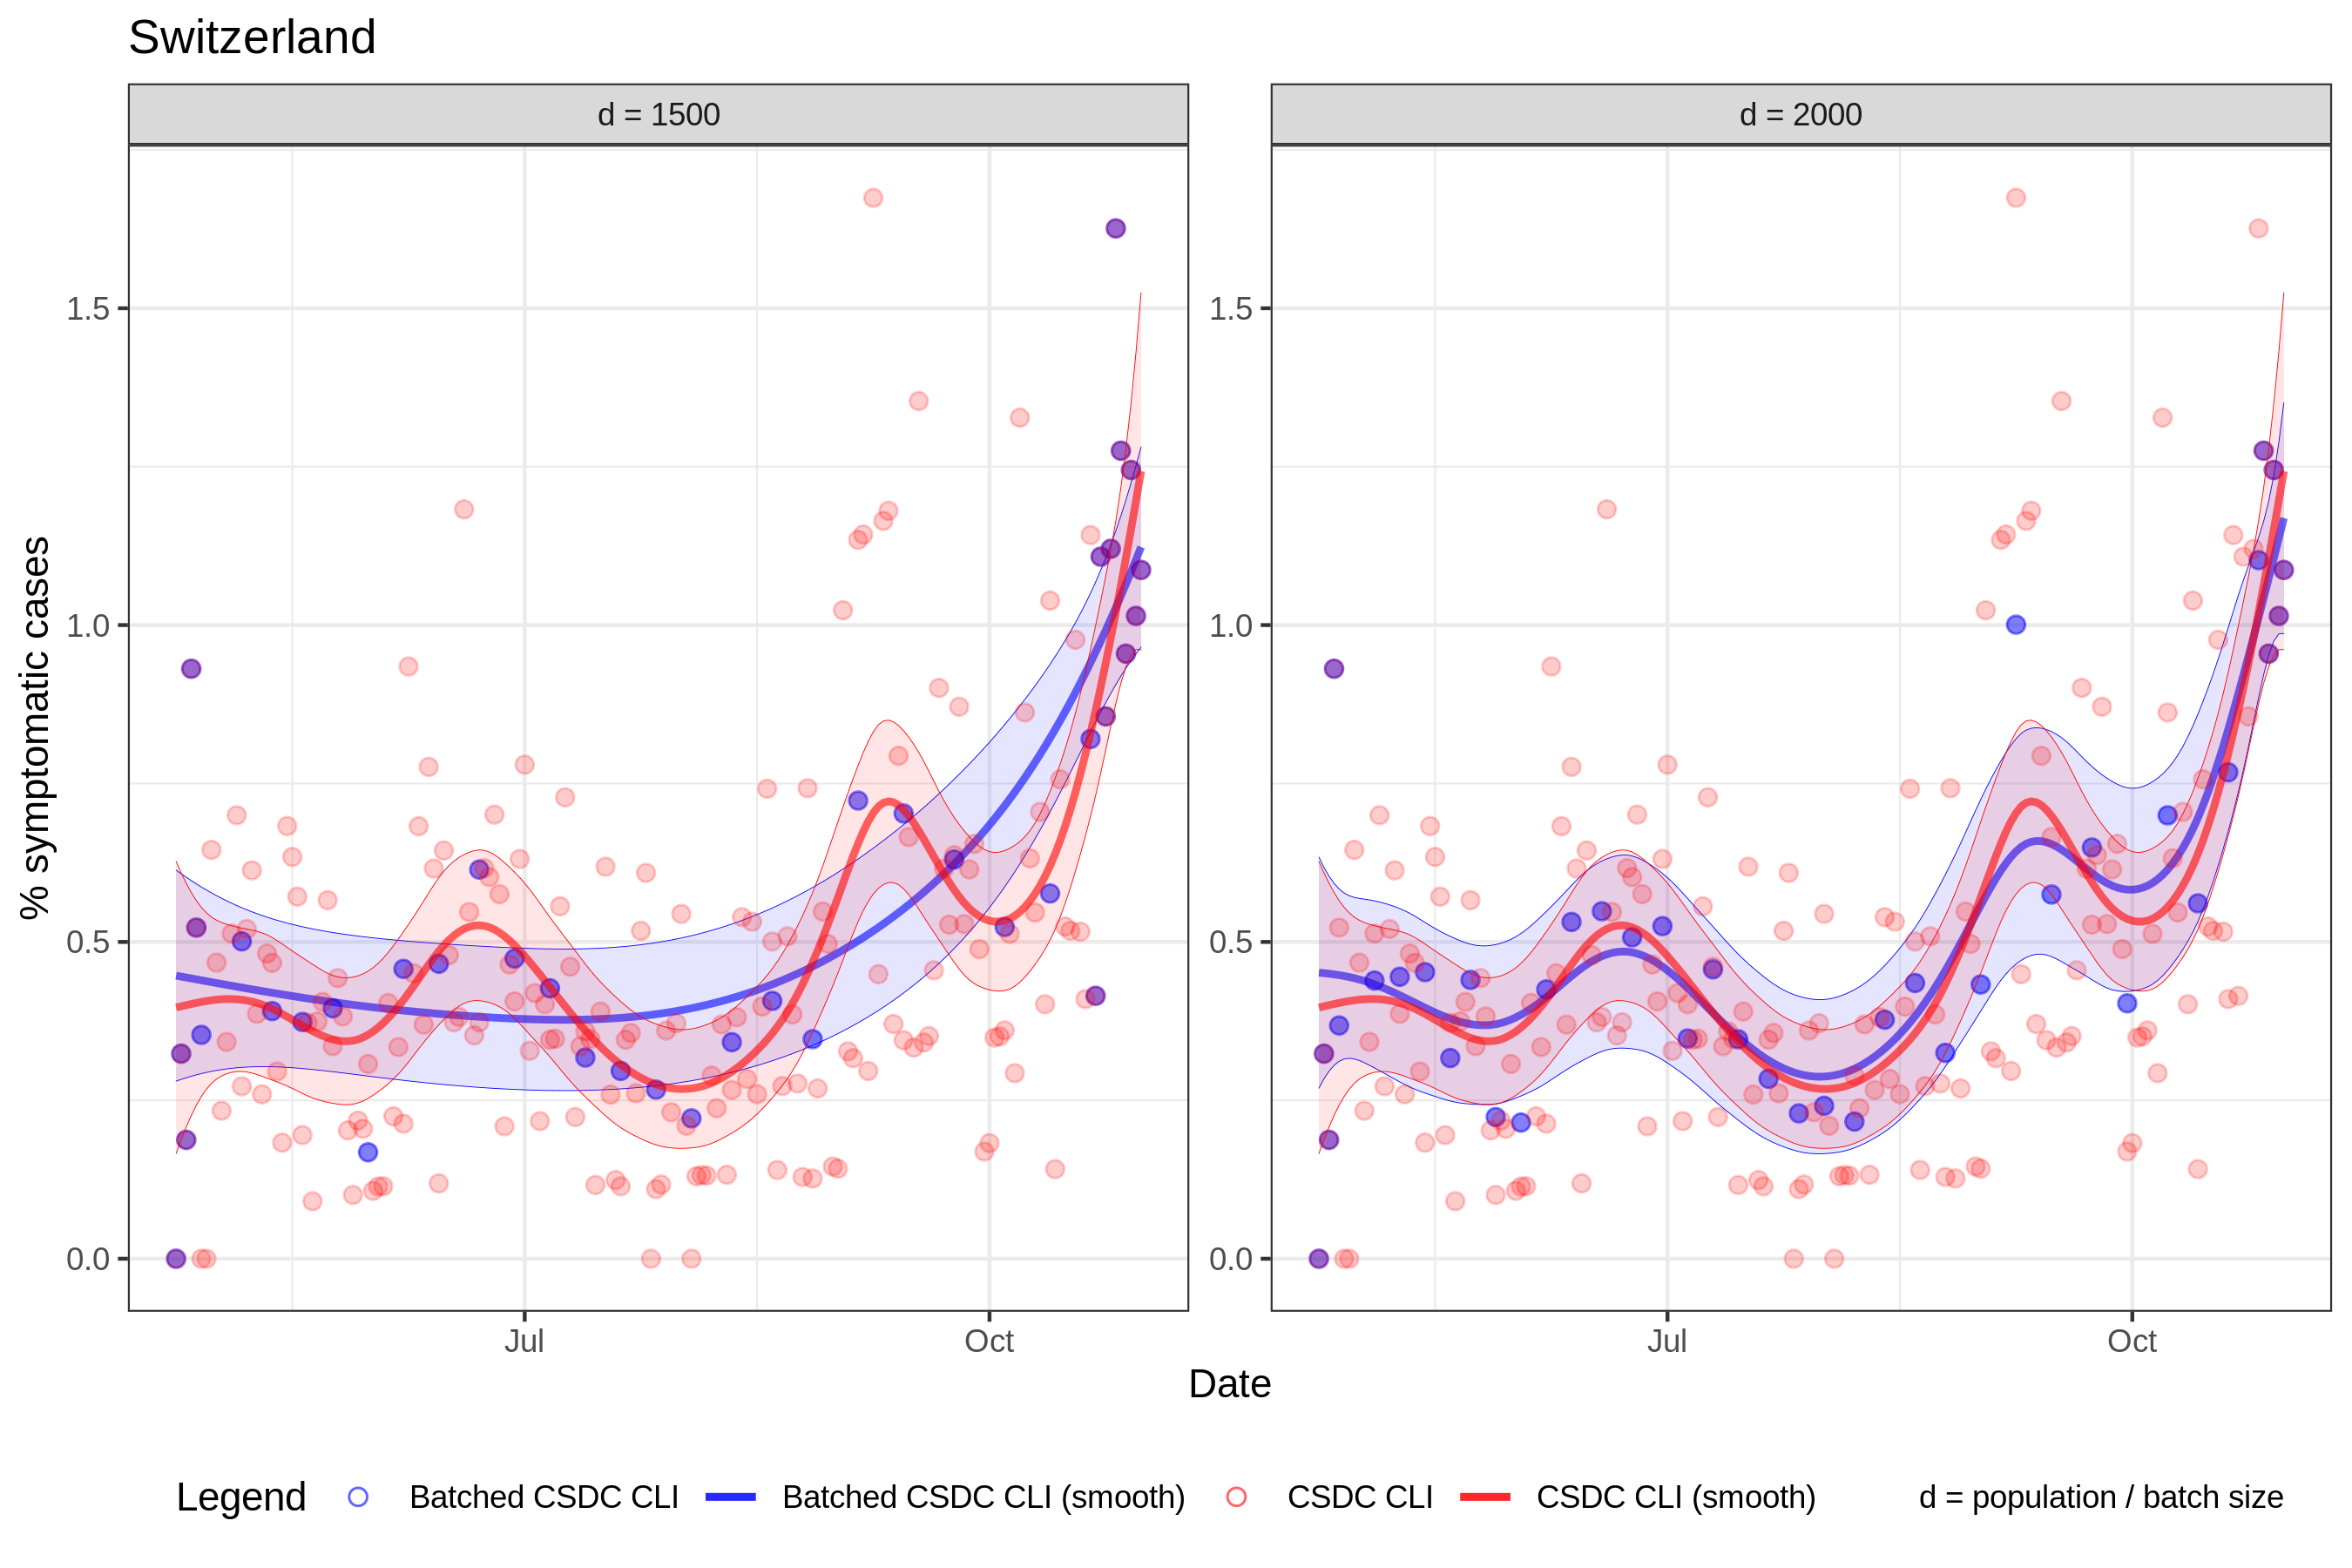 Switzerland
d = 1500
d = 2000
% symptomatic cases
1.5
1.0
0.5
0.0
1.5
1.0
0.5
0.0
Jul
Oct
Jul
Oct
Date
Legend Batched CSDC CLI Batched CSDC CLI (smooth) CSDC CLI CSDC CLI (smooth) d = population / batch size